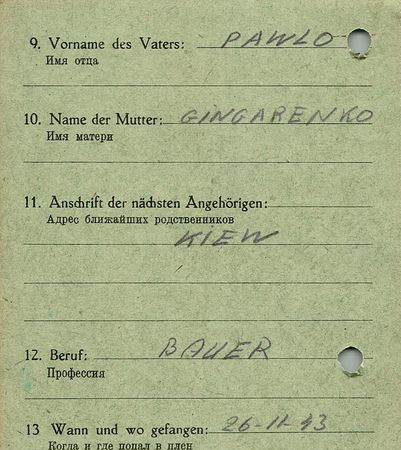 9. Vorname des Vaters: PAWLO
Имя отца
10. Name der Mutter: GINGARENKO
Имя матери
11. Anschrift der nächsten Angehörigen:
Адрес ближайших родственников
KIEW
12. Beruf: BAUER
Профессия
13 Wann und wo gefangen: 26-11-43
Когда и где попал в плен